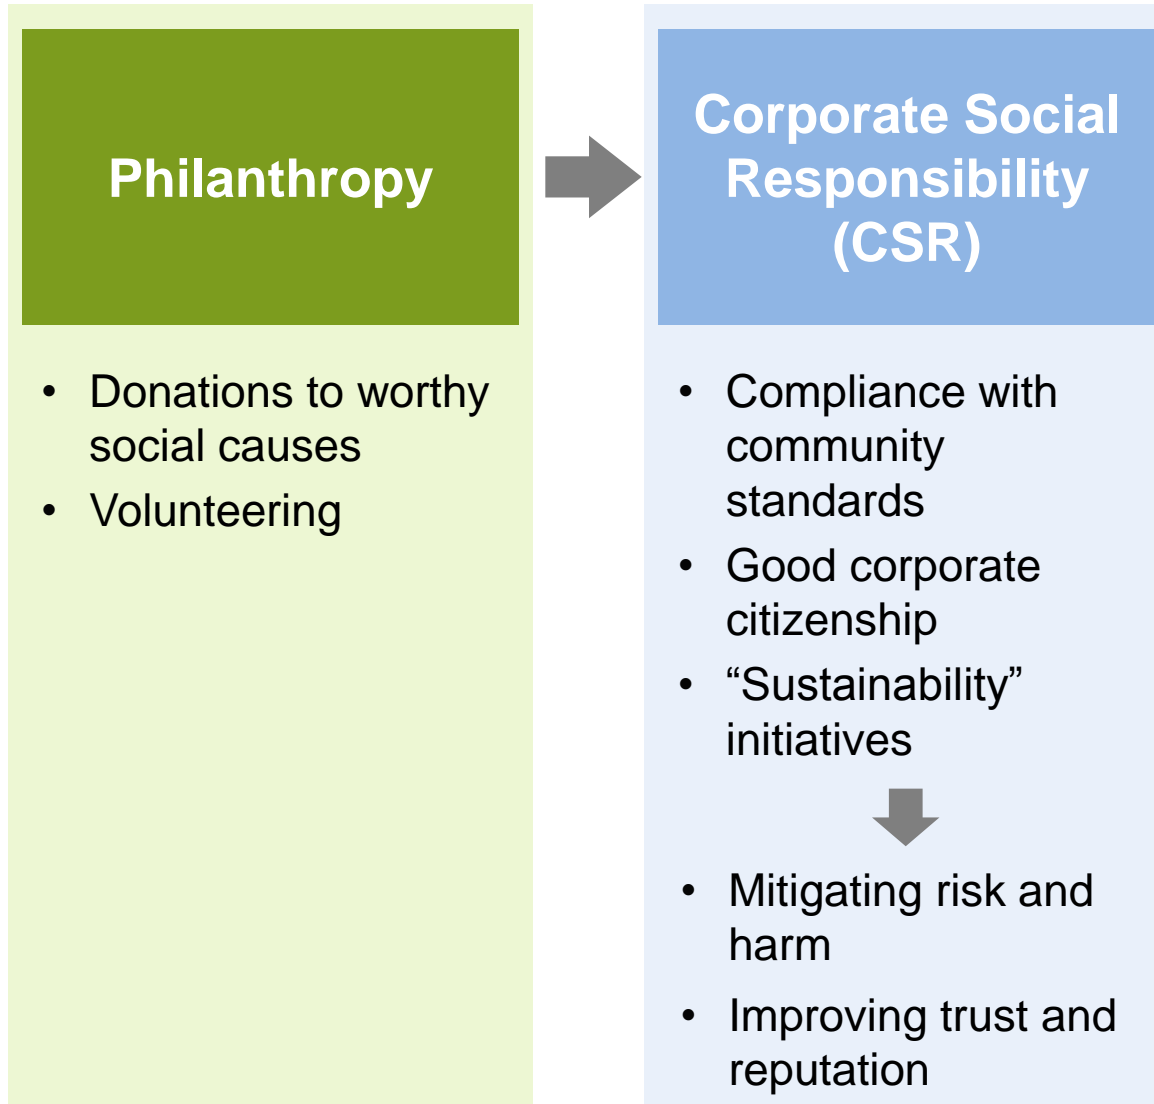 Philanthropy
• Donations to worthy
social causes
• Volunteering
Corporate Social
Responsibility
(CSR)
• Compliance with
community
standards
• Good corporate
citizenship
• “Sustainability”
initiatives
• Mitigating risk and
harm
• Improving trust and
reputation